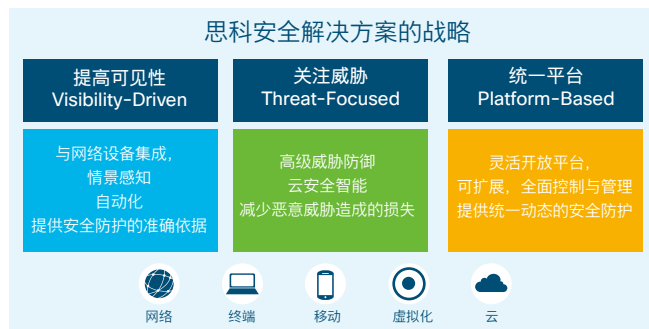 思科安全解决方案的战略
提高可见性
Visibility-Driven
关注威胁
Threat-Focused
统一平台
Platform-Based
与网络设备集成，
情景感知
自动化
提供安全防护的准确依据
高级威胁防御
云安全智能
减少恶意威胁造成的损失
灵活开放平台，
可扩展，全面控制与管理
提供统一动态的安全防护
网络
终端
移动
虚拟化
云